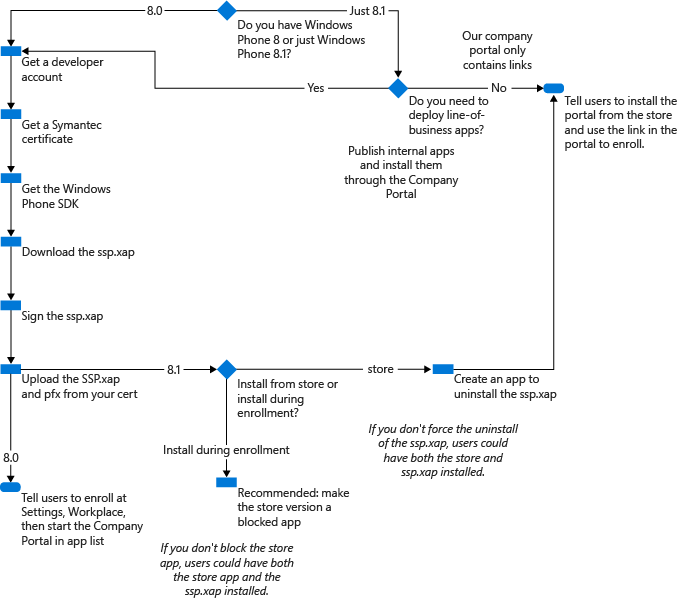 8.0
Just 8.1
Do you have Windows
Phone 8 or just Windows
Phone 8.1?
Our company
portal only
contains links
Get a developer
account
Yes
No
Do you need to
deploy line-of-
business apps?
Tell users to install the
portal from the store
and use the link in the
portal to enroll.
Get a Symantec
certificate
Publish internal apps
and install them
through the Company
Portal
Get the Windows
Phone SDK
Download the ssp.xap
Sign the ssp.xap
8.1
store
Upload the SSP.xap
and pfx from your cert
Install from store or
install during
enrollment?
Create an app to
uninstall the ssp.xap
If you don't force the uninstall
of the ssp.xap, users could
have both the store and
ssp.xap installed.
Install during enrollment
8.0
Tell users to enroll at
Settings, Workplace,
then start the Company
Portal in app list
Recommended: make
the store version a
blocked app
If you don't block the store
app, users could have both
the store app and the
ssp.xap installed.